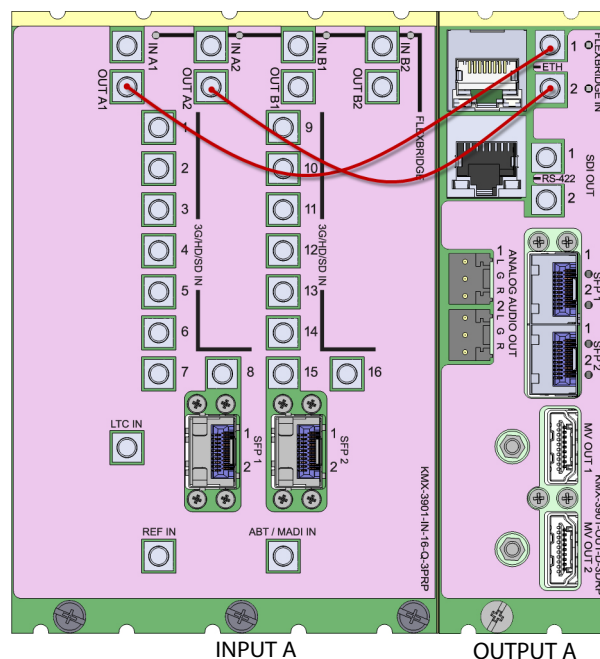 IN A1
IN A2
IN B1
IN B2
OUT A1
OUT A2
OUT B1
OUT B2
FLEXBRIDGE
1
2
3
4
5
6
7
8
3G/HD/SD IN
9
10
11
12
13
14
15
16
3G/HD/SD IN
1
2
SFP 1
1
2
SFP 2
LTC IN
REF IN
ABT / MADI IN
KMX-3901-IN-16-Q-3PRP
INPUT A
1
2
FLEXBRIDGE IN
ETH
1
2
SDI OUT
RS-422
ANALOG AUDIO OUT
1
L
G
R
2
L
G
R
1
2
SFP 1
1
2
SFP 2
MV OUT 1
MV OUT 2
OUTPUT A